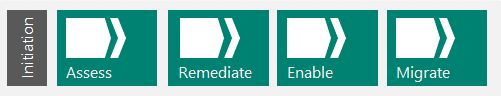 Initiation
Assess
Remediate
Enable
Migrate